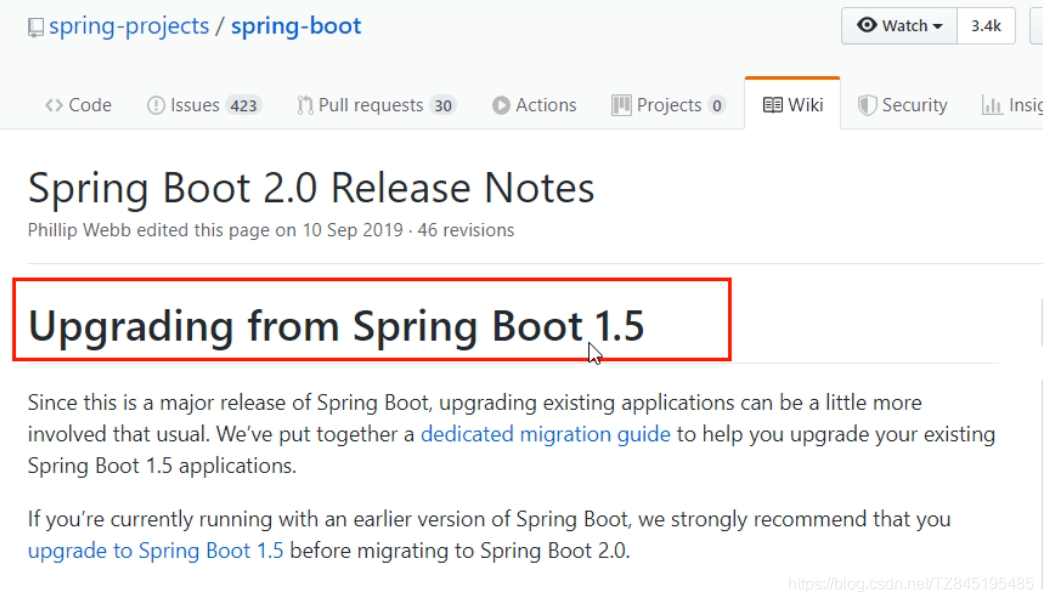 spring-projects / spring-boot
Watch 3.4k
Code Issues 423 Pull requests 30 Actions Projects 0 Wiki Security Insig
Spring Boot 2.0 Release Notes
Phillip Webb edited this page on 10 Sep 2019 · 46 revisions
Upgrading from Spring Boot 1.5
Since this is a major release of Spring Boot, upgrading existing applications can be a little more
involved that usual. We’ve put together a dedicated migration guide to help you upgrade your existing
Spring Boot 1.5 applications.
If you’re currently running with an earlier version of Spring Boot, we strongly recommend that you
upgrade to Spring Boot 1.5 before migrating to Spring Boot 2.0.
https://blog.csdn.net/TZ845195485